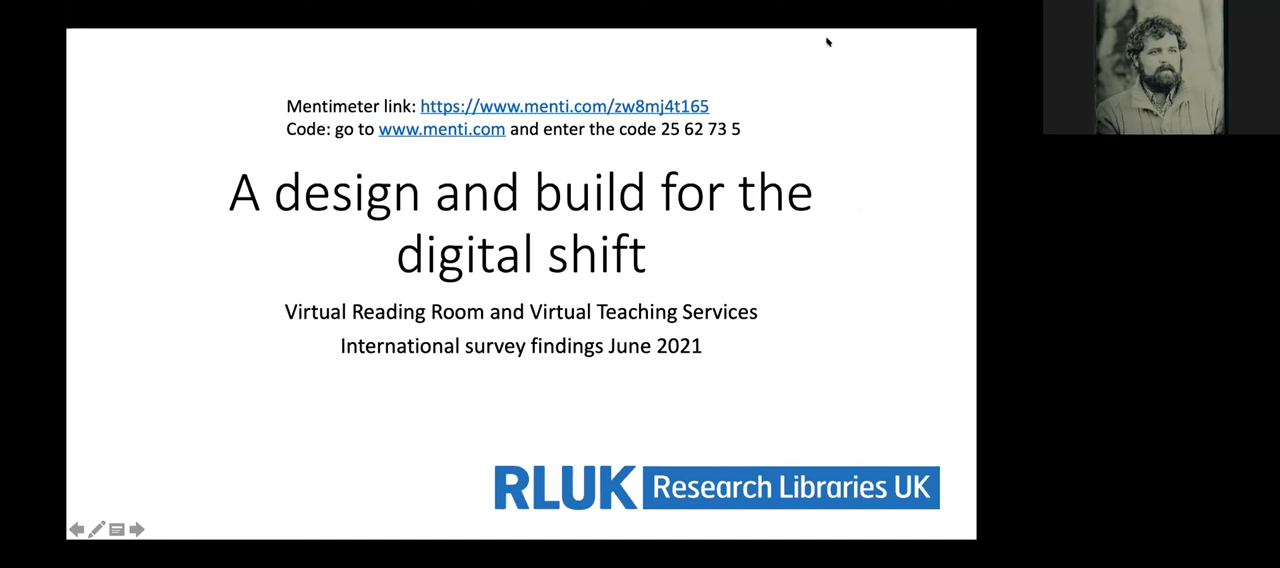 Mentimeter link: https://www.menti.com/zw8mj4t165
Code: go to www.menti.com and enter the code 25 62 73 5
A design and build for the
digital shift
Virtual Reading Room and Virtual Teaching Services
International survey findings June 2021
RLUK Research Libraries UK